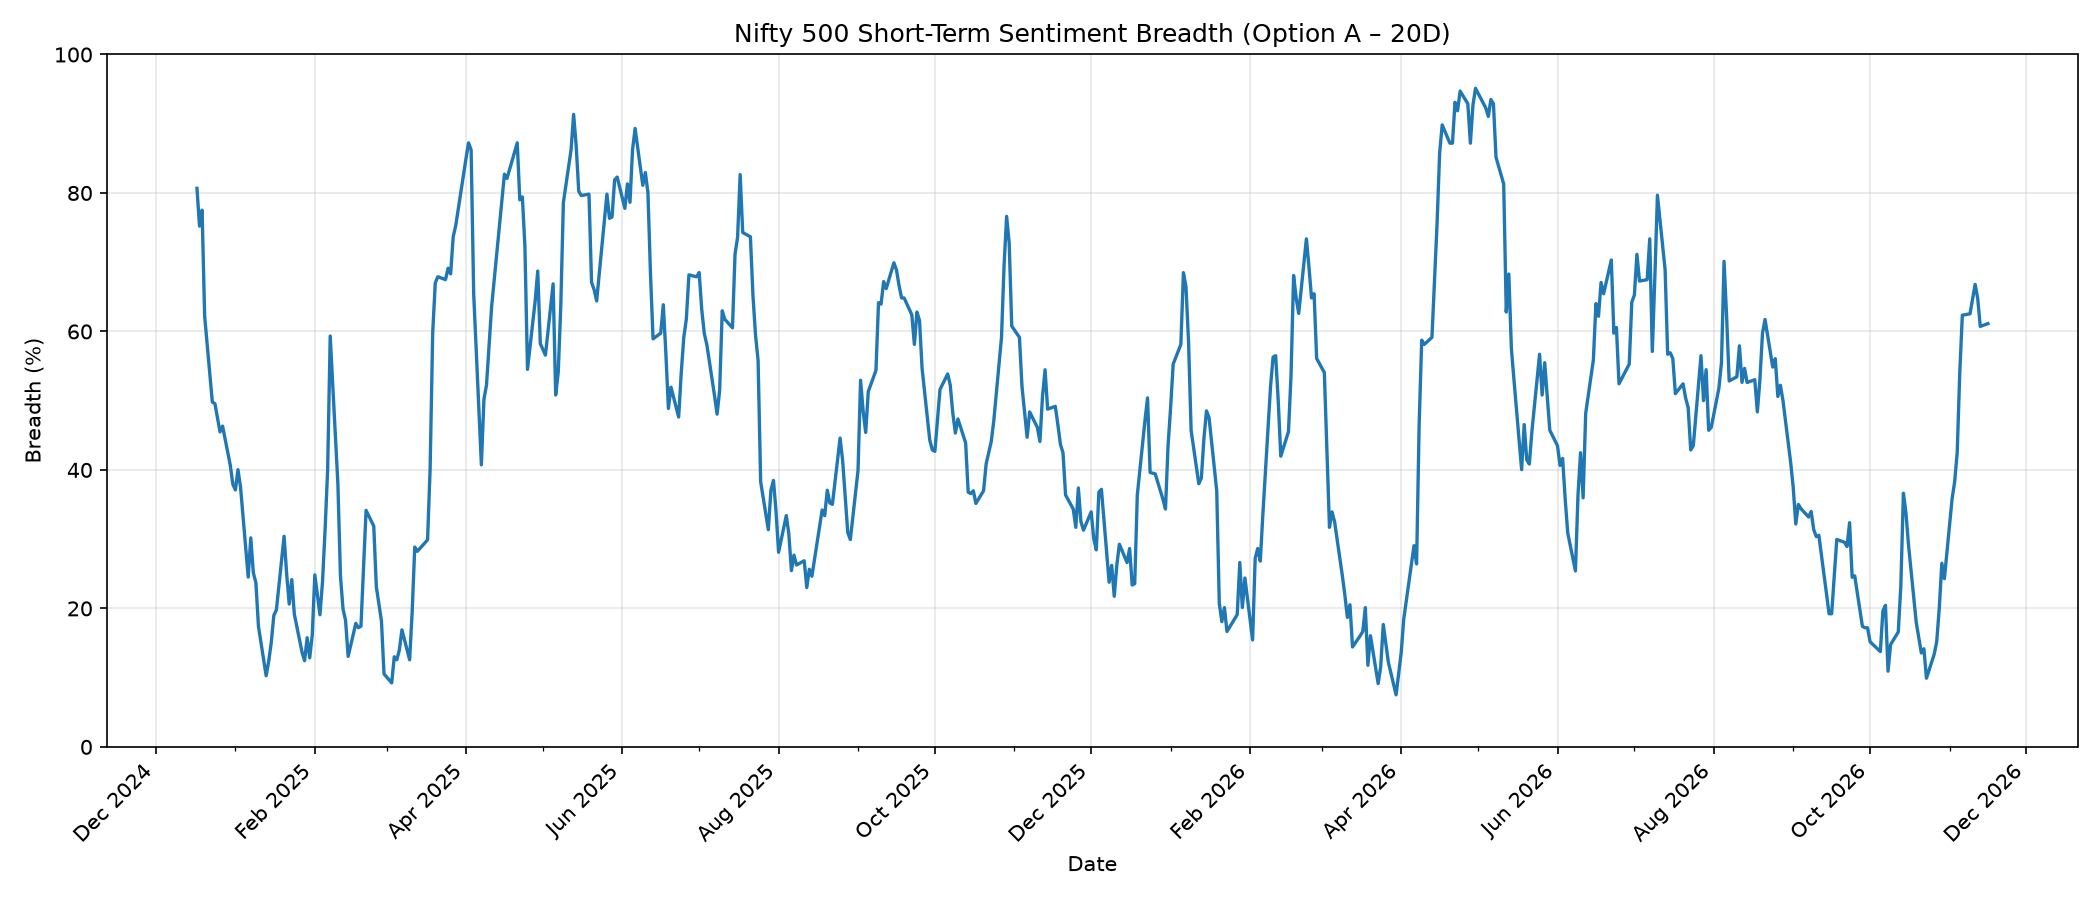 Nifty 500 Short-Term Sentiment Breadth (Option A – 20D)
100
80
60
40
20
0
Breadth (%)
Dec 2024
Feb 2025
Apr 2025
Jun 2025
Aug 2025
Oct 2025
Dec 2025
Feb 2026
Apr 2026
Jun 2026
Aug 2026
Oct 2026
Dec 2026
Date